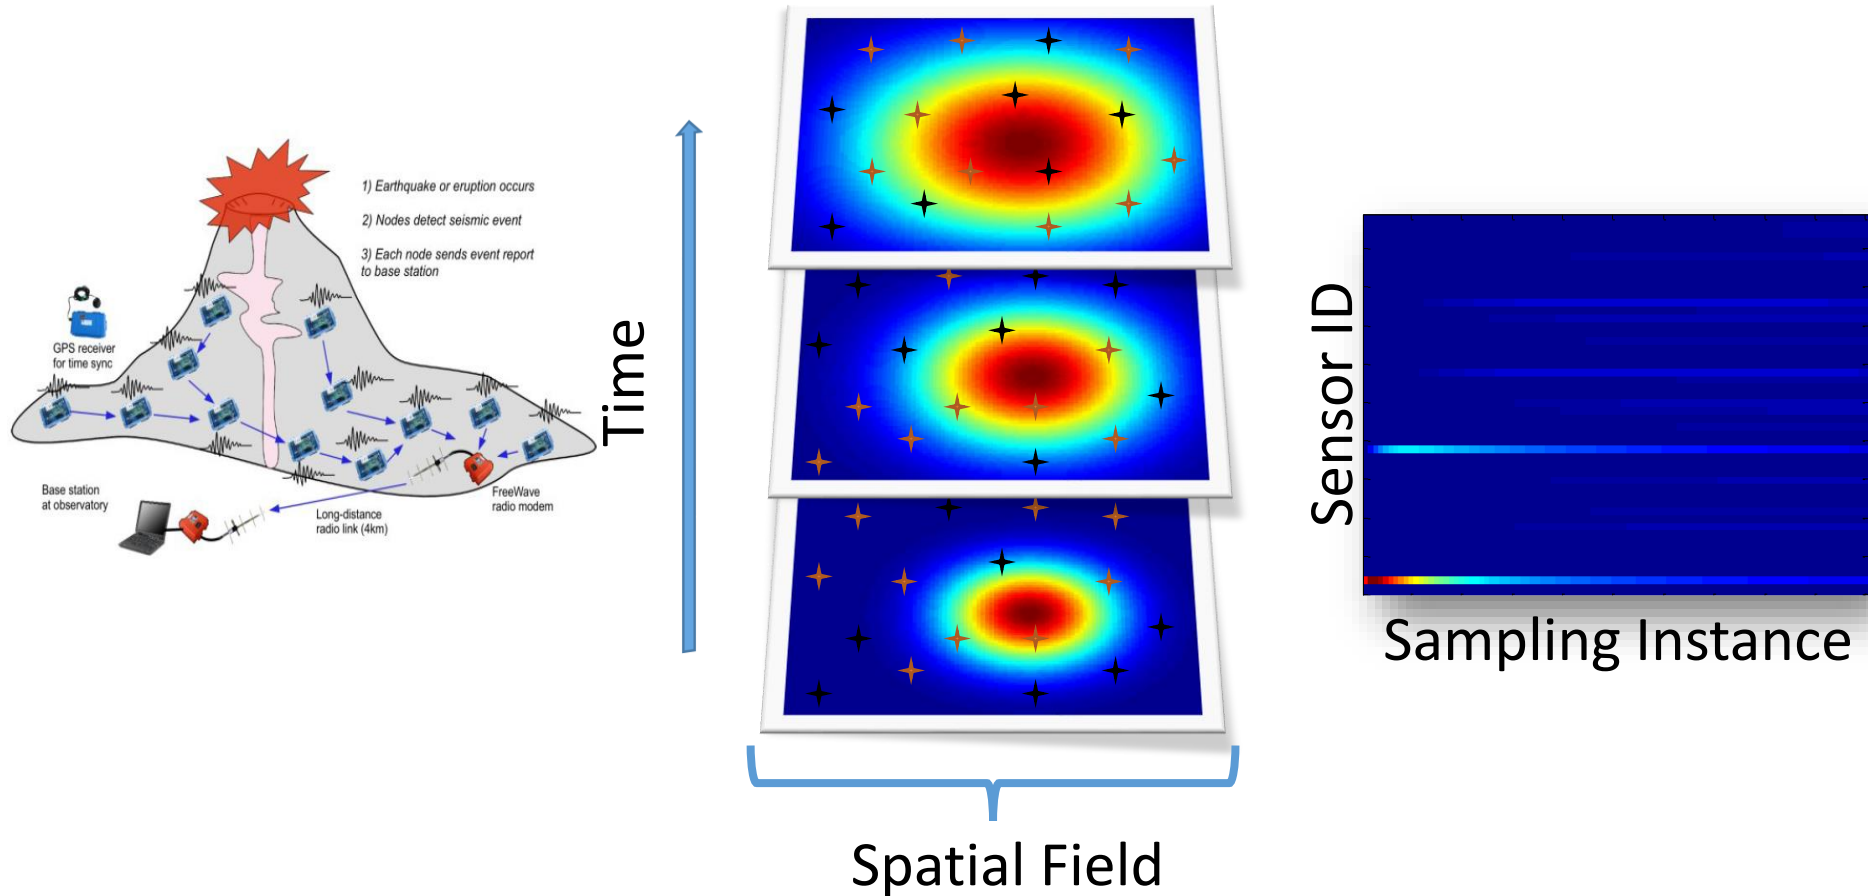 1) Earthquake or eruption occurs
2) Nodes detect seismic event
3) Each node sends event report
to base station
GPS receiver
for time sync
Base station
at observatory
Long-distance
radio link (4km)
FreeWave
radio modem
Time
Spatial Field
Sensor ID
Sampling Instance